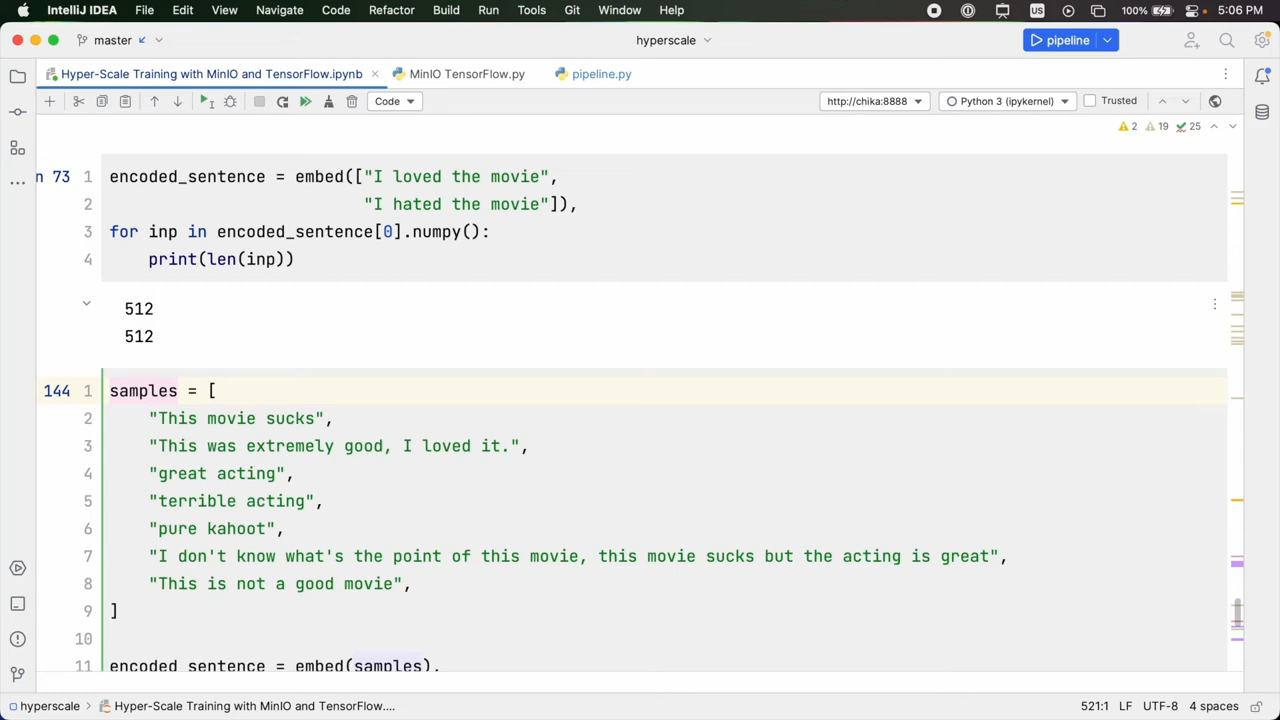 IntelliJ IDEA File Edit View Navigate Code Refactor Build Run Tools Git Window Help US 100% 5:06 PM
master hyperscale pipeline
Hyper-Scale Training with MinIO and TensorFlow.ipynb MinIO TensorFlow.py pipeline.py
Code http://chika:8888 Python 3 (ipykernel) Trusted
2 19 25
n 73 1 encoded_sentence = embed(["I loved the movie",
2 "I hated the movie"]),
3 for inp in encoded_sentence[0].numpy():
4 print(len(inp))
512
512
144 1 samples = [
2 "This movie sucks",
3 "This was extremely good, I loved it.",
4 "great acting",
5 "terrible acting",
6 "pure kahoot",
7 "I don't know what's the point of this movie, this movie sucks but the acting is great",
8 "This is not a good movie",
9 ]
10
11 encoded_sentence = embed(samples),
hyperscale Hyper-Scale Training with MinIO and TensorFlow.... 521:1 LF UTF-8 4 spaces